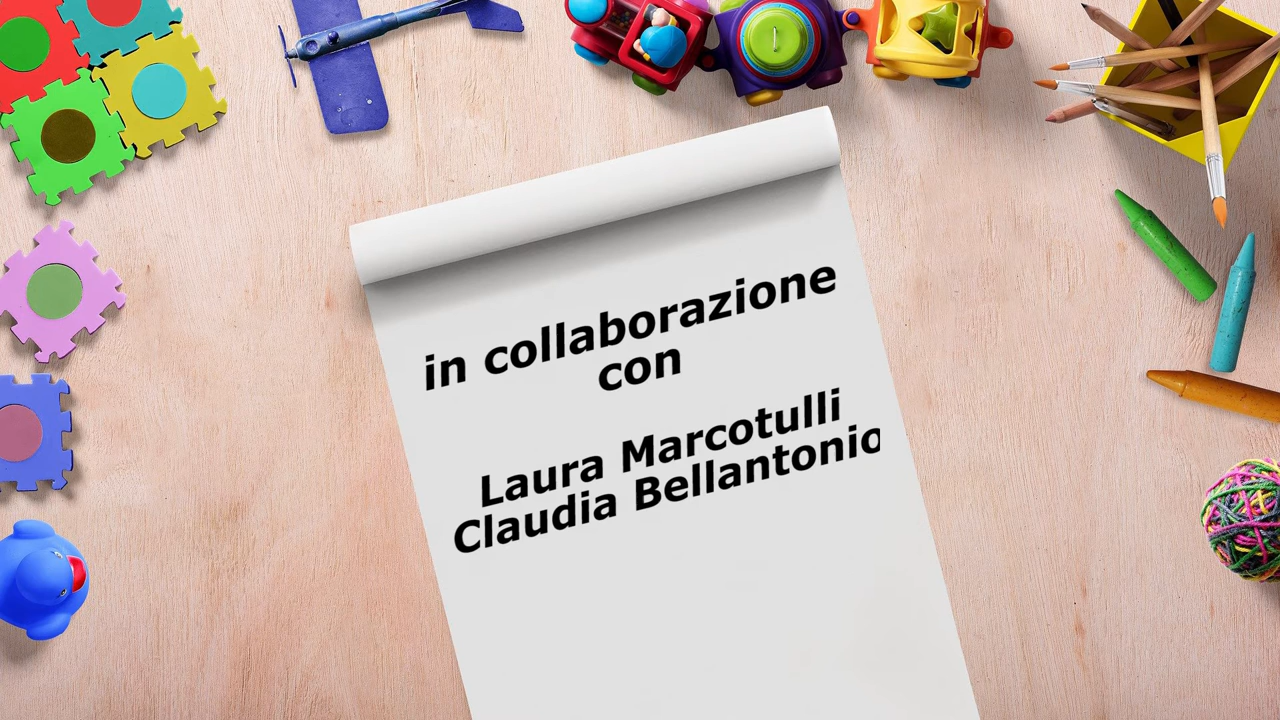 in collaborazione
con
Laura Marcotulli
Claudia Bellantonio